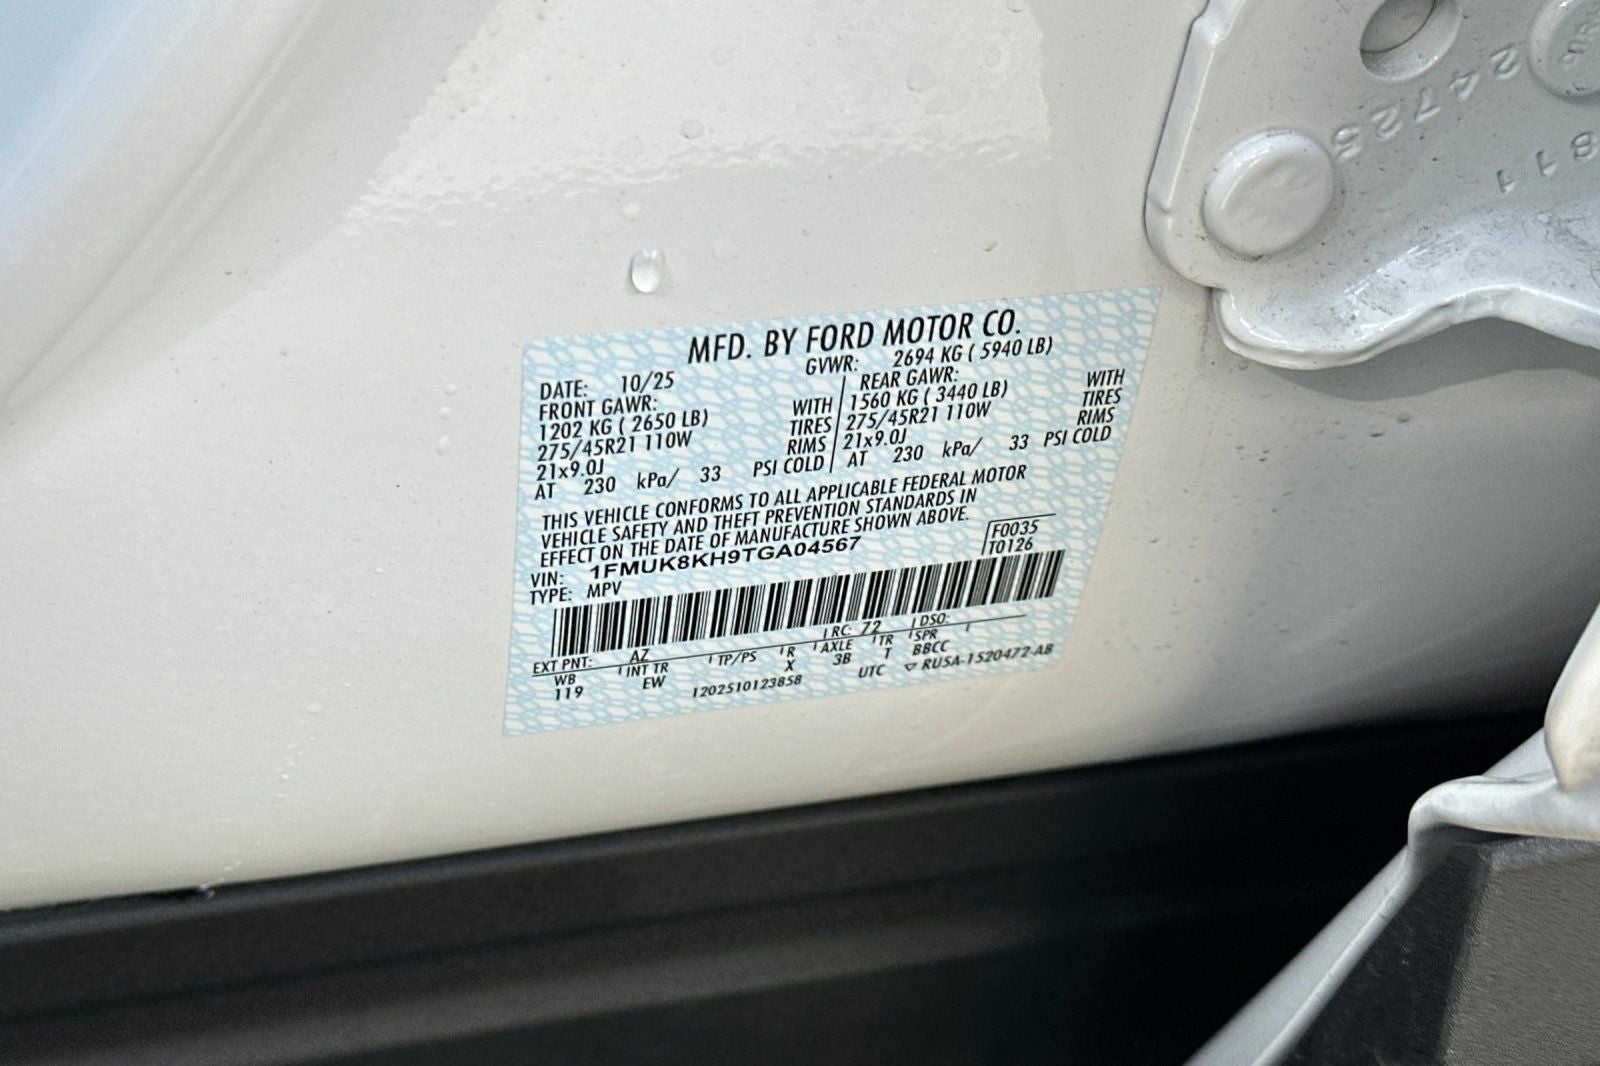 MFD. BY FORD MOTOR CO.
DATE: 10/25 GVWR: 2694 KG ( 5940 LB)
FRONT GAWR: REAR GAWR:
1202 KG ( 2650 LB) WITH 1560 KG ( 3440 LB) WITH
275/45R21 110W TIRES 275/45R21 110W TIRES
21x9.0J RIMS 21x9.0J RIMS
AT 230 kPa/ 33 PSI COLD AT 230 kPa/ 33 PSI COLD
THIS VEHICLE CONFORMS TO ALL APPLICABLE FEDERAL MOTOR
VEHICLE SAFETY AND THEFT PREVENTION STANDARDS IN
EFFECT ON THE DATE OF MANUFACTURE SHOWN ABOVE.
F0035
T0126
VIN: 1FMUK8KH9TGA04567
TYPE: MPV
EXT PNT: AZ RC: 72 DSO:
WB INT TR TP/PS R AXLE TR SPR
119 EW X 3B T BBCC
1202510123858 UTC ▽ RU5A-1520472-AB
24725
811